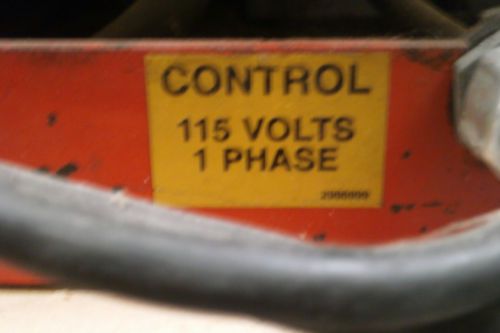 CONTROL
115 VOLTS
1 PHASE